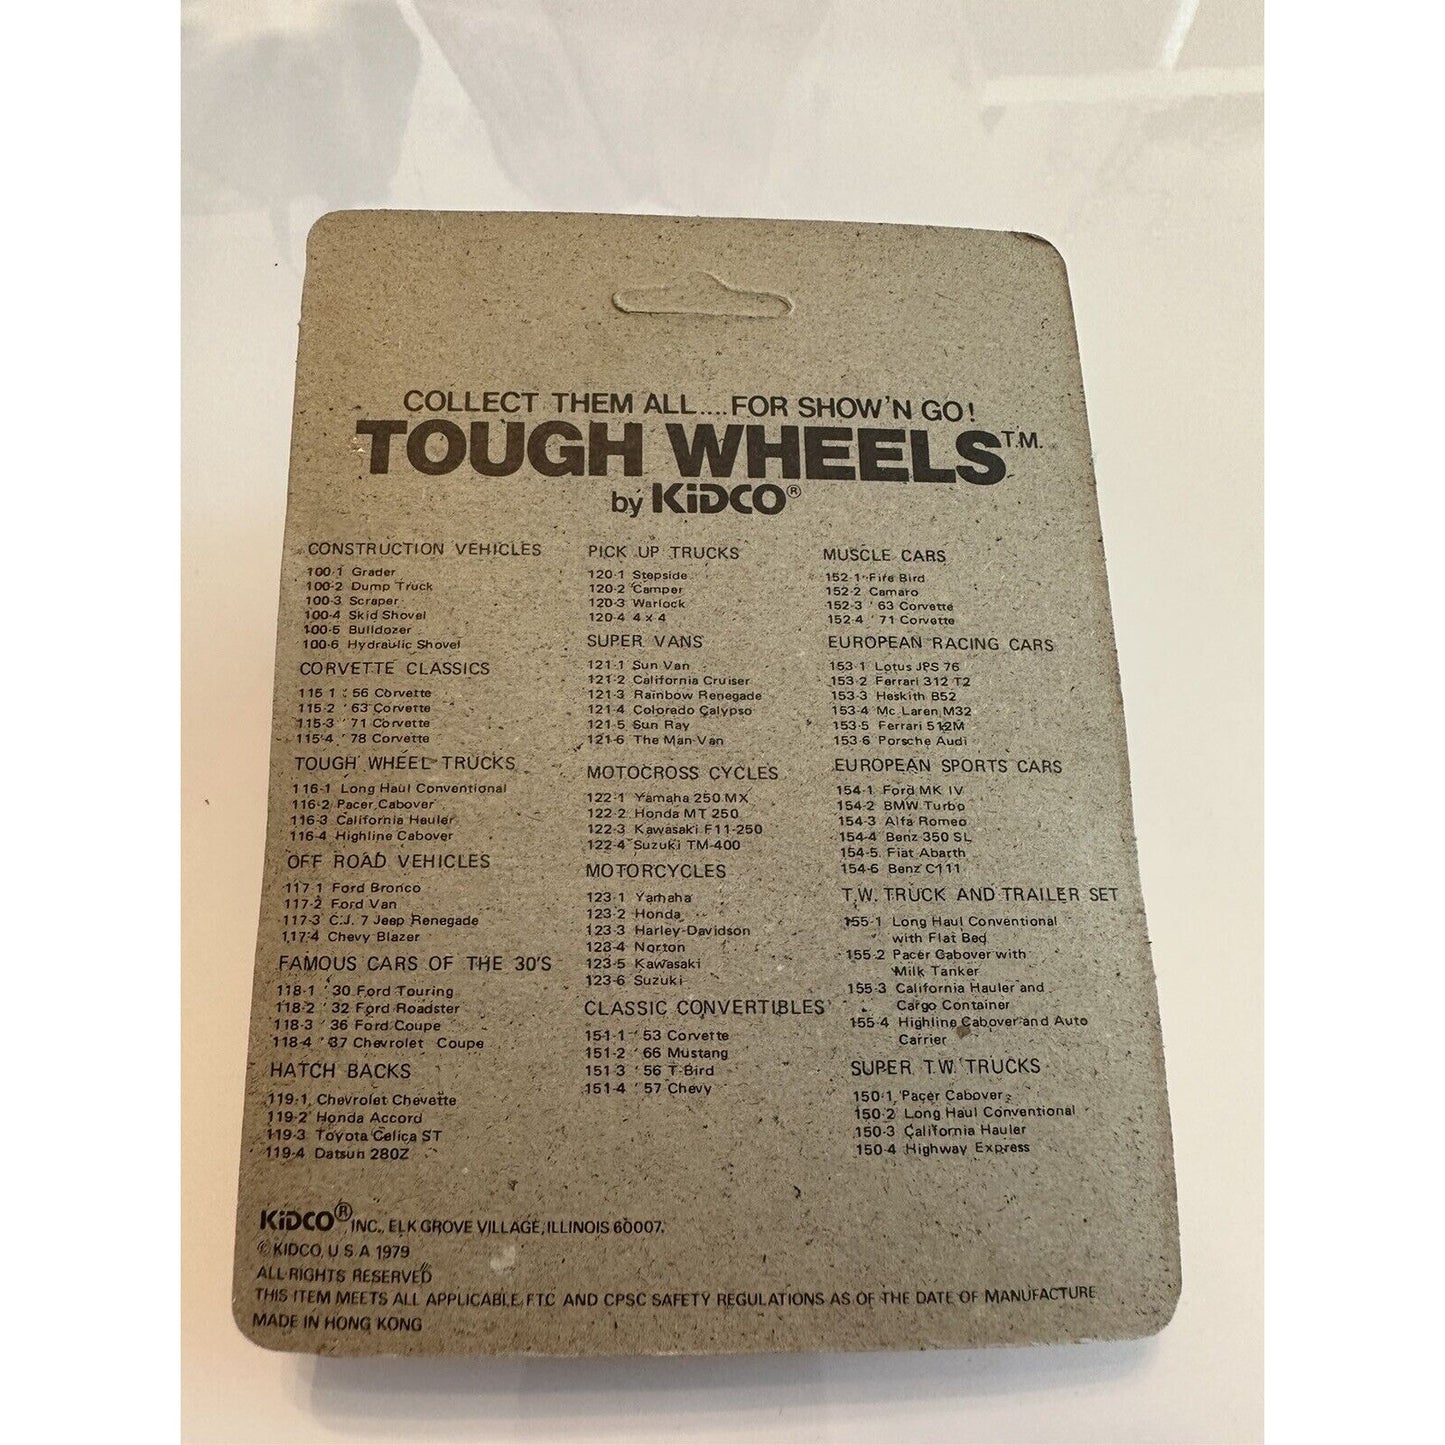 COLLECT THEM ALL....FOR SHOW'N GO!
TOUGH WHEELS T.M.
by KiDCO®
CONSTRUCTION VEHICLES
100-1 Grader
100-2 Dump Truck
100-3 Scraper
100-4 Skid Shovel
100-5 Bulldozer
100-6 Hydraulic Shovel
CORVETTE CLASSICS
115-1 '56 Corvette
115-2 '63 Corvette
115-3 '71 Corvette
115-4 '78 Corvette
TOUGH WHEEL TRUCKS
116-1 Long Haul Conventional
116-2 Pacer Cabover
116-3 California Hauler
116-4 Highline Cabover
OFF ROAD VEHICLES
117-1 Ford Bronco
117-2 Ford Van
117-3 C.J. 7 Jeep Renegade
117-4 Chevy Blazer
FAMOUS CARS OF THE 30'S
118-1 '30 Ford Touring
118-2 '32 Ford Roadster
118-3 '36 Ford Coupe
118-4 '37 Chevrolet Coupe
HATCH BACKS
119-1 Chevrolet Chevette
119-2 Honda Accord
119-3 Toyota Celica ST
119-4 Datsun 280Z
PICK UP TRUCKS
120-1 Stepside
120-2 Camper
120-3 Warlock
120-4 4 x 4
SUPER VANS
121-1 Sun Van
121-2 California Cruiser
121-3 Rainbow Renegade
121-4 Colorado Calypso
121-5 Sun Ray
121-6 The Man Van
MOTOCROSS CYCLES
122-1 Yamaha 250 MX
122-2 Honda MT 250
122-3 Kawasaki F11-250
122-4 Suzuki TM-400
MOTORCYCLES
123-1 Yamaha
123-2 Honda
123-3 Harley-Davidson
123-4 Norton
123-5 Kawasaki
123-6 Suzuki
CLASSIC CONVERTIBLES
151-1 '53 Corvette
151-2 '66 Mustang
151-3 '56 T-Bird
151-4 '57 Chevy
MUSCLE CARS
152-1 Fire Bird
152-2 Camaro
152-3 '63 Corvette
152-4 '71 Corvette
EUROPEAN RACING CARS
153-1 Lotus JPS 76
153-2 Ferrari 312 T2
153-3 Heskith B52
153-4 Mc Laren M32
153-5 Ferrari 512M
153-6 Porsche Audi
EUROPEAN SPORTS CARS
154-1 Ford MK IV
154-2 BMW Turbo
154-3 Alfa Romeo
154-4 Benz 350 SL
154-5 Fiat Abarth
154-6 Benz C111
T.W. TRUCK AND TRAILER SET
155-1 Long Haul Conventional
with Flat Bed
155-2 Pacer Cabover with
Milk Tanker
155-3 California Hauler and
Cargo Container
155-4 Highline Cabover and Auto
Carrier
SUPER T.W. TRUCKS
150-1 Pacer Cabover
150-2 Long Haul Conventional
150-3 California Hauler
150-4 Highway Express
KiDCO® INC., ELK GROVE VILLAGE, ILLINOIS 60007.
© KIDCO, U.S.A 1979
ALL RIGHTS RESERVED
THIS ITEM MEETS ALL APPLICABLE F.T.C AND CPSC SAFETY REGULATIONS AS OF THE DATE OF MANUFACTURE
MADE IN HONG KONG